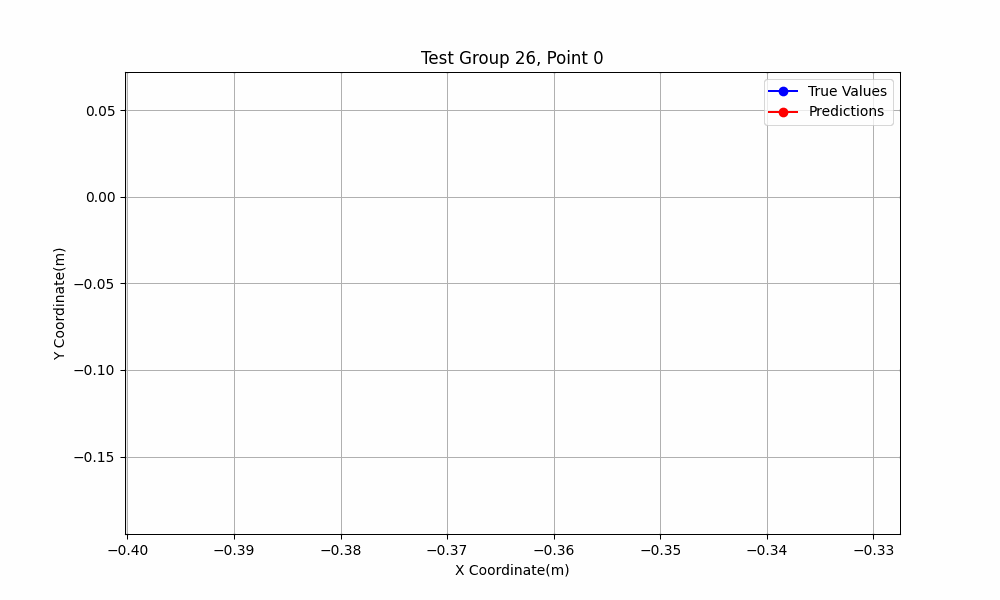 Test Group 26, Point 0
True Values
Predictions
0.05
0.00
−0.05
−0.10
−0.15
Y Coordinate(m)
−0.40 −0.39 −0.38 −0.37 −0.36 −0.35 −0.34 −0.33
X Coordinate(m)